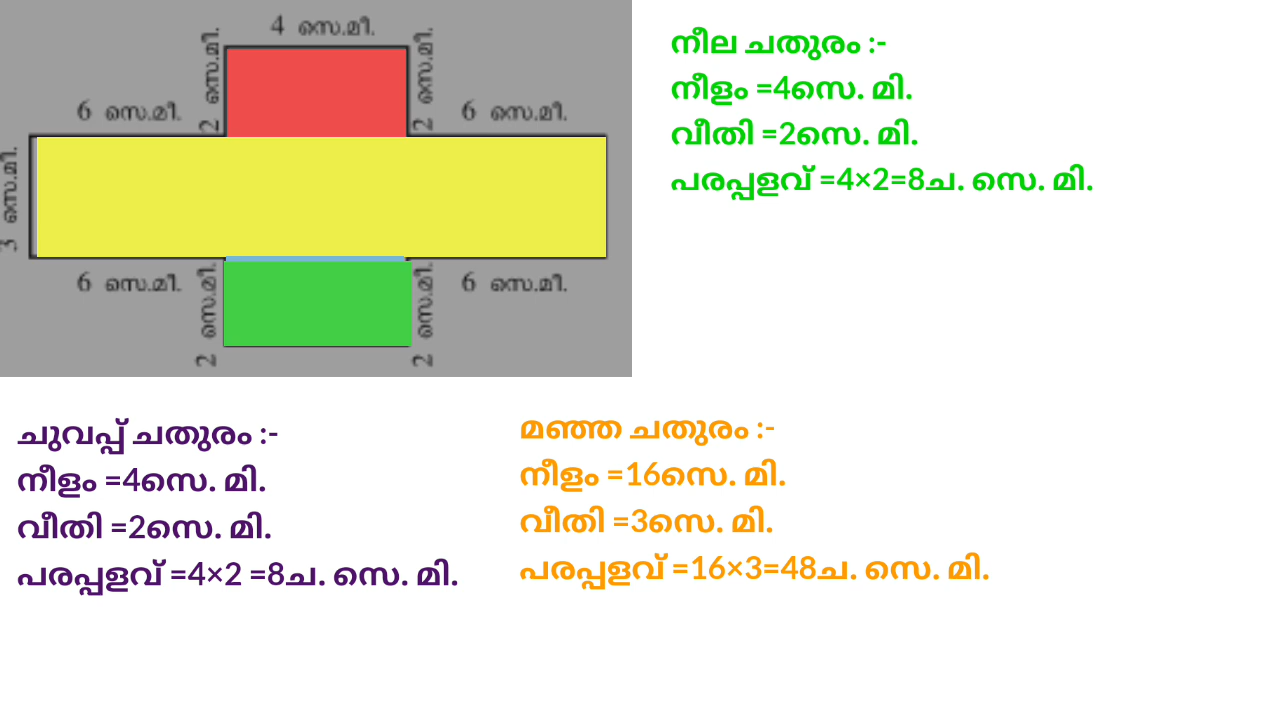 4 സെ.മീ.
2 സെ.മീ.
2 സെ.മീ.
6 സെ.മീ.
6 സെ.മീ.
3 സെ.മീ.
6 സെ.മീ.
2 സെ.മീ.
2 സെ.മീ.
6 സെ.മീ.
നീല ചതുരം :-
നീളം =4സെ. മി.
വീതി =2സെ. മി.
പരപ്പളവ് =4×2=8ച. സെ. മി.
ചുവപ്പ് ചതുരം :-
നീളം =4സെ. മി.
വീതി =2സെ. മി.
പരപ്പളവ് =4×2 =8ച. സെ. മി.
മഞ്ഞ ചതുരം :-
നീളം =16സെ. മി.
വീതി =3സെ. മി.
പരപ്പളവ് =16×3=48ച. സെ. മി.